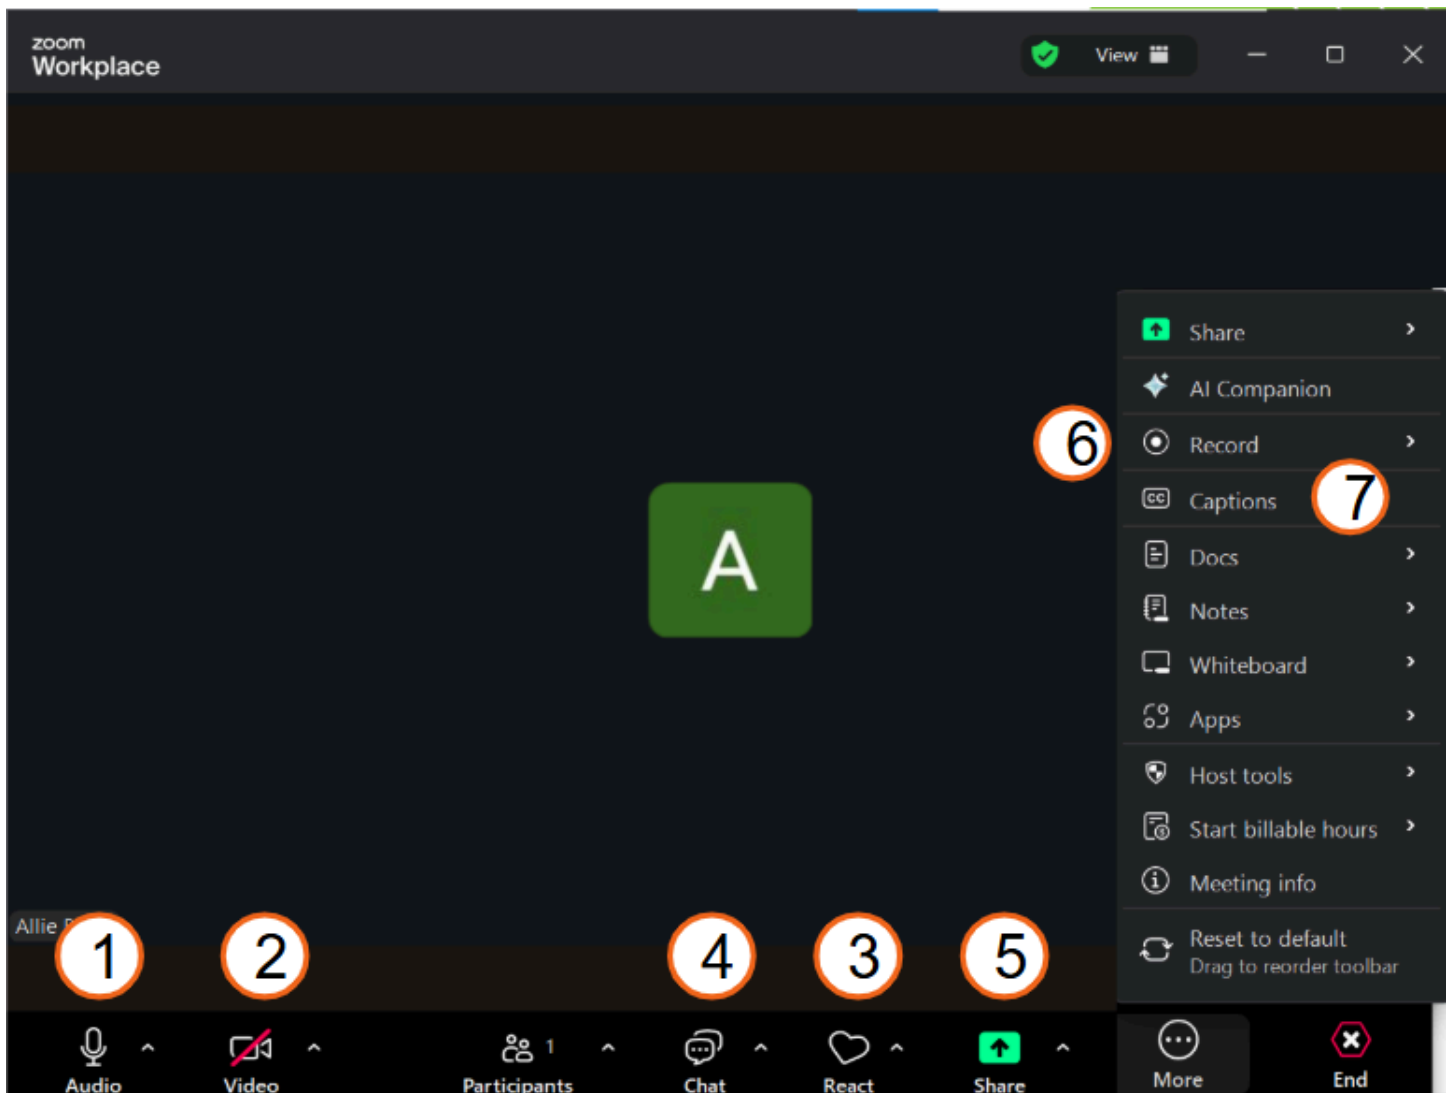 zoom
Workplace
View
A
Share
AI Companion
6
Record
7
Captions
Docs
Notes
Whiteboard
Apps
Host tools
Start billable hours
Meeting info
Reset to default
Drag to reorder toolbar
Allie
1
2
4
3
5
1
Audio
Video
Participants
Chat
React
Share
More
End